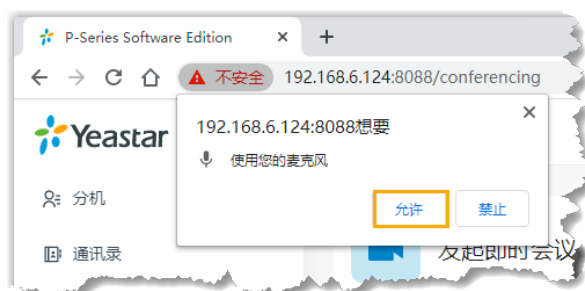 P-Series Software Edition
不安全 192.168.6.124:8088/conferencing
Yeastar
192.168.6.124:8088想要
使用您的麦克风
允许 禁止
分机
通讯录
发起即时会议